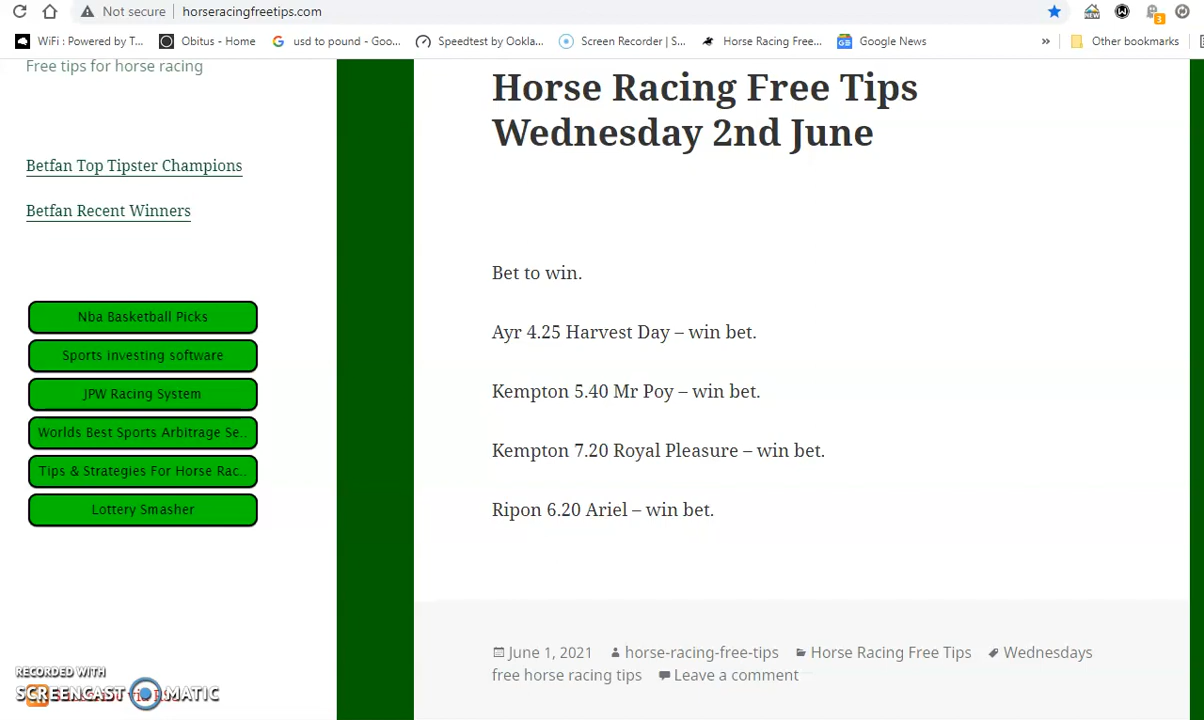 Not secure
horseracingfreetips.com
3
WiFi : Powered by T...
Obitus - Home
usd to pound - Goo...
Speedtest by Ookla...
Screen Recorder | S...
Horse Racing Free...
Google News
»
Other bookmarks
Free tips for horse racing
Betfan Top Tipster Champions
Betfan Recent Winners
Nba Basketball Picks
Sports investing software
JPW Racing System
Worlds Best Sports Arbitrage Se..
Tips & Strategies For Horse Rac..
Lottery Smasher
Horse Racing Free Tips
Wednesday 2nd June
Bet to win.
Ayr 4.25 Harvest Day – win bet.
Kempton 5.40 Mr Poy – win bet.
Kempton 7.20 Royal Pleasure – win bet.
Ripon 6.20 Ariel – win bet.
June 1, 2021 horse-racing-free-tips Horse Racing Free Tips Wednesdays
free horse racing tips Leave a comment
RECORDED WITH
SCREENCAST MATIC